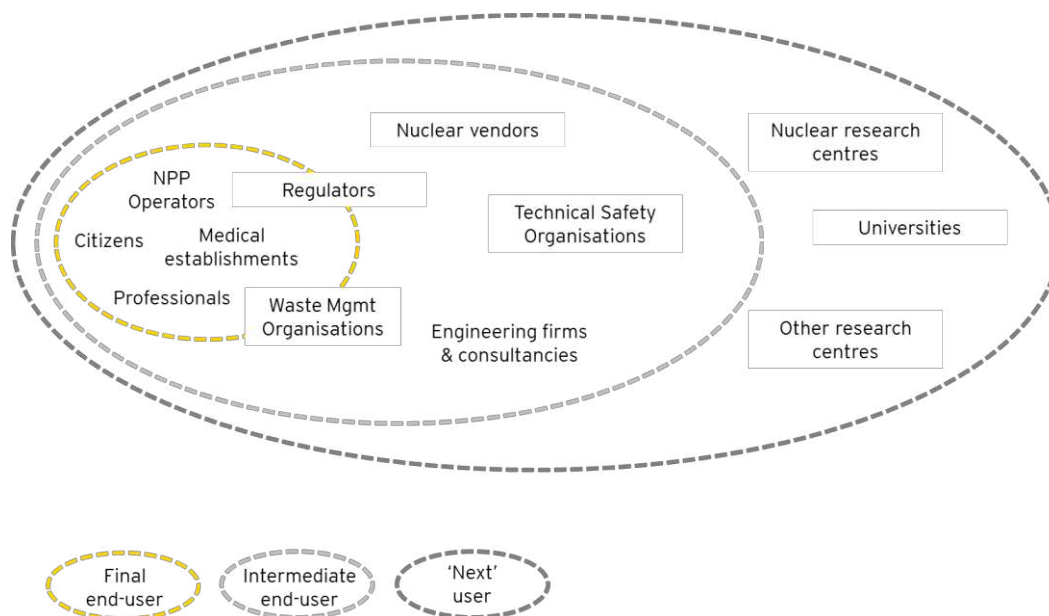 Nuclear vendors
Nuclear research
centres
NPP
Operators
Regulators
Technical Safety
Organisations
Universities
Citizens
Medical
establishments
Professionals
Waste Mgmt
Organisations
Engineering firms
& consultancies
Other research
centres
Final
end-user
Intermediate
end-user
'Next'
user